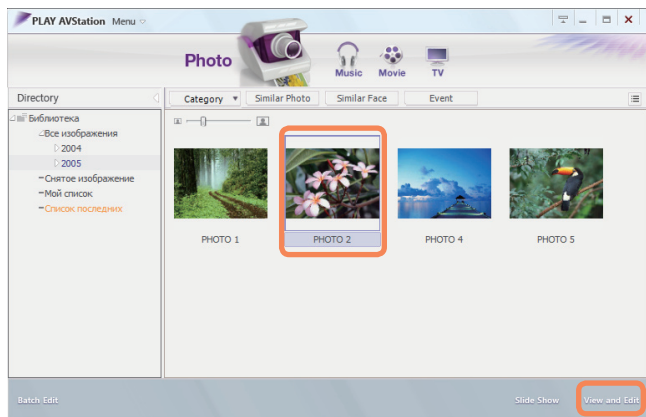 PLAY AVStation Menu
Photo
Music Movie TV
Directory
Category Similar Photo Similar Face Event
Библиотека
Все изображения
2004
2005
Снятое изображение
Мой список
Список последних
PHOTO 1 PHOTO 2 PHOTO 4 PHOTO 5
Batch Edit Slide Show View and Edit